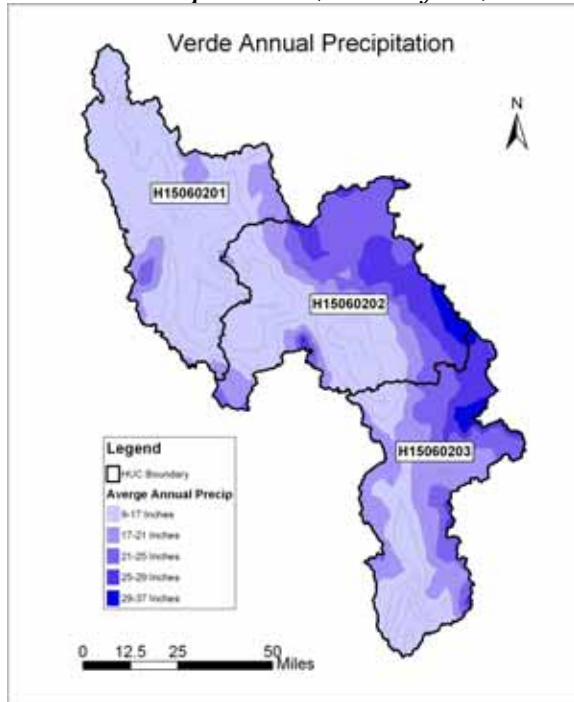 Verde Annual Precipitation
N
H15060201
H15060202
H15060203
Legend
HUC Boundary
Averge Annual Precip
9-17 Inches
17-21 Inches
21-25 Inches
25-29 Inches
29-37 Inches
0 12.5 25 50
Miles